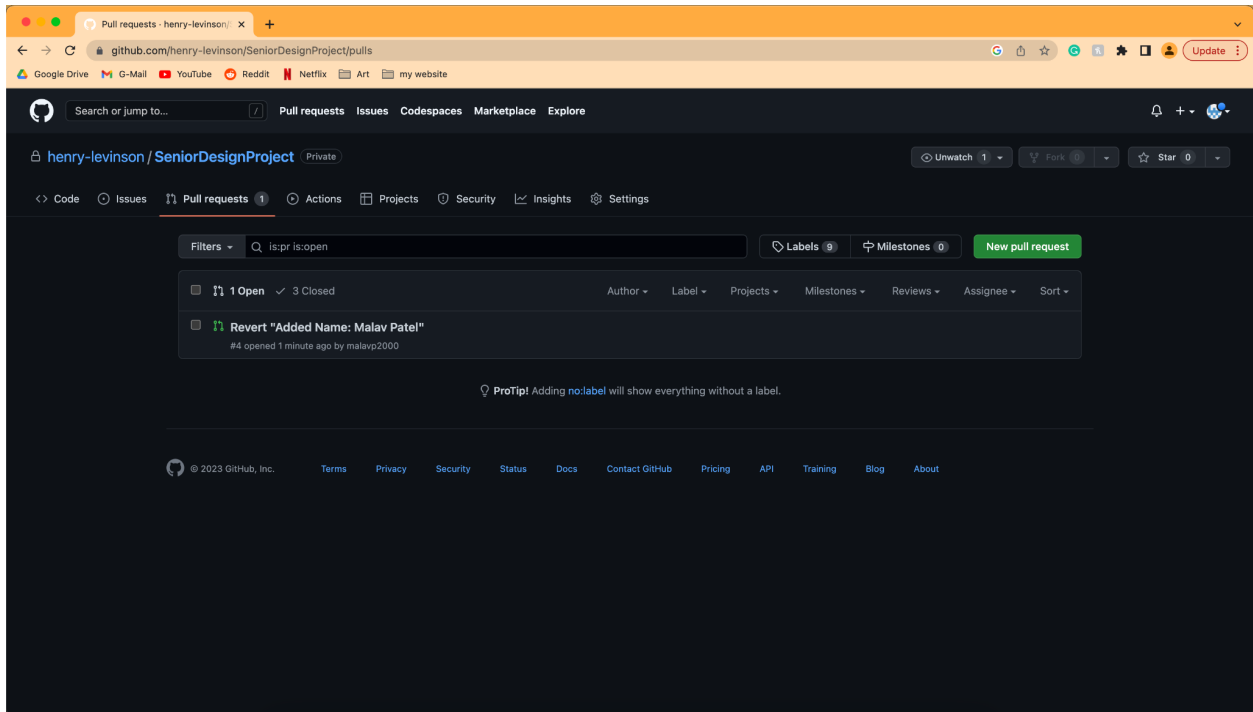 Pull requests · henry-levinson/S
github.com/henry-levinson/SeniorDesignProject/pulls
Update
Google Drive G-Mail YouTube Reddit Netflix Art my website
Search or jump to... / Pull requests Issues Codespaces Marketplace Explore
henry-levinson / SeniorDesignProject Private Unwatch 1 Fork 0 Star 0
Code Issues Pull requests 1 Actions Projects Security Insights Settings
Filters is:pr is:open Labels 9 Milestones 0 New pull request
1 Open 3 Closed Author Label Projects Milestones Reviews Assignee Sort
Revert "Added Name: Malav Patel"
#4 opened 1 minute ago by malavp2000
ProTip! Adding no:label will show everything without a label.
© 2023 GitHub, Inc. Terms Privacy Security Status Docs Contact GitHub Pricing API Training Blog About